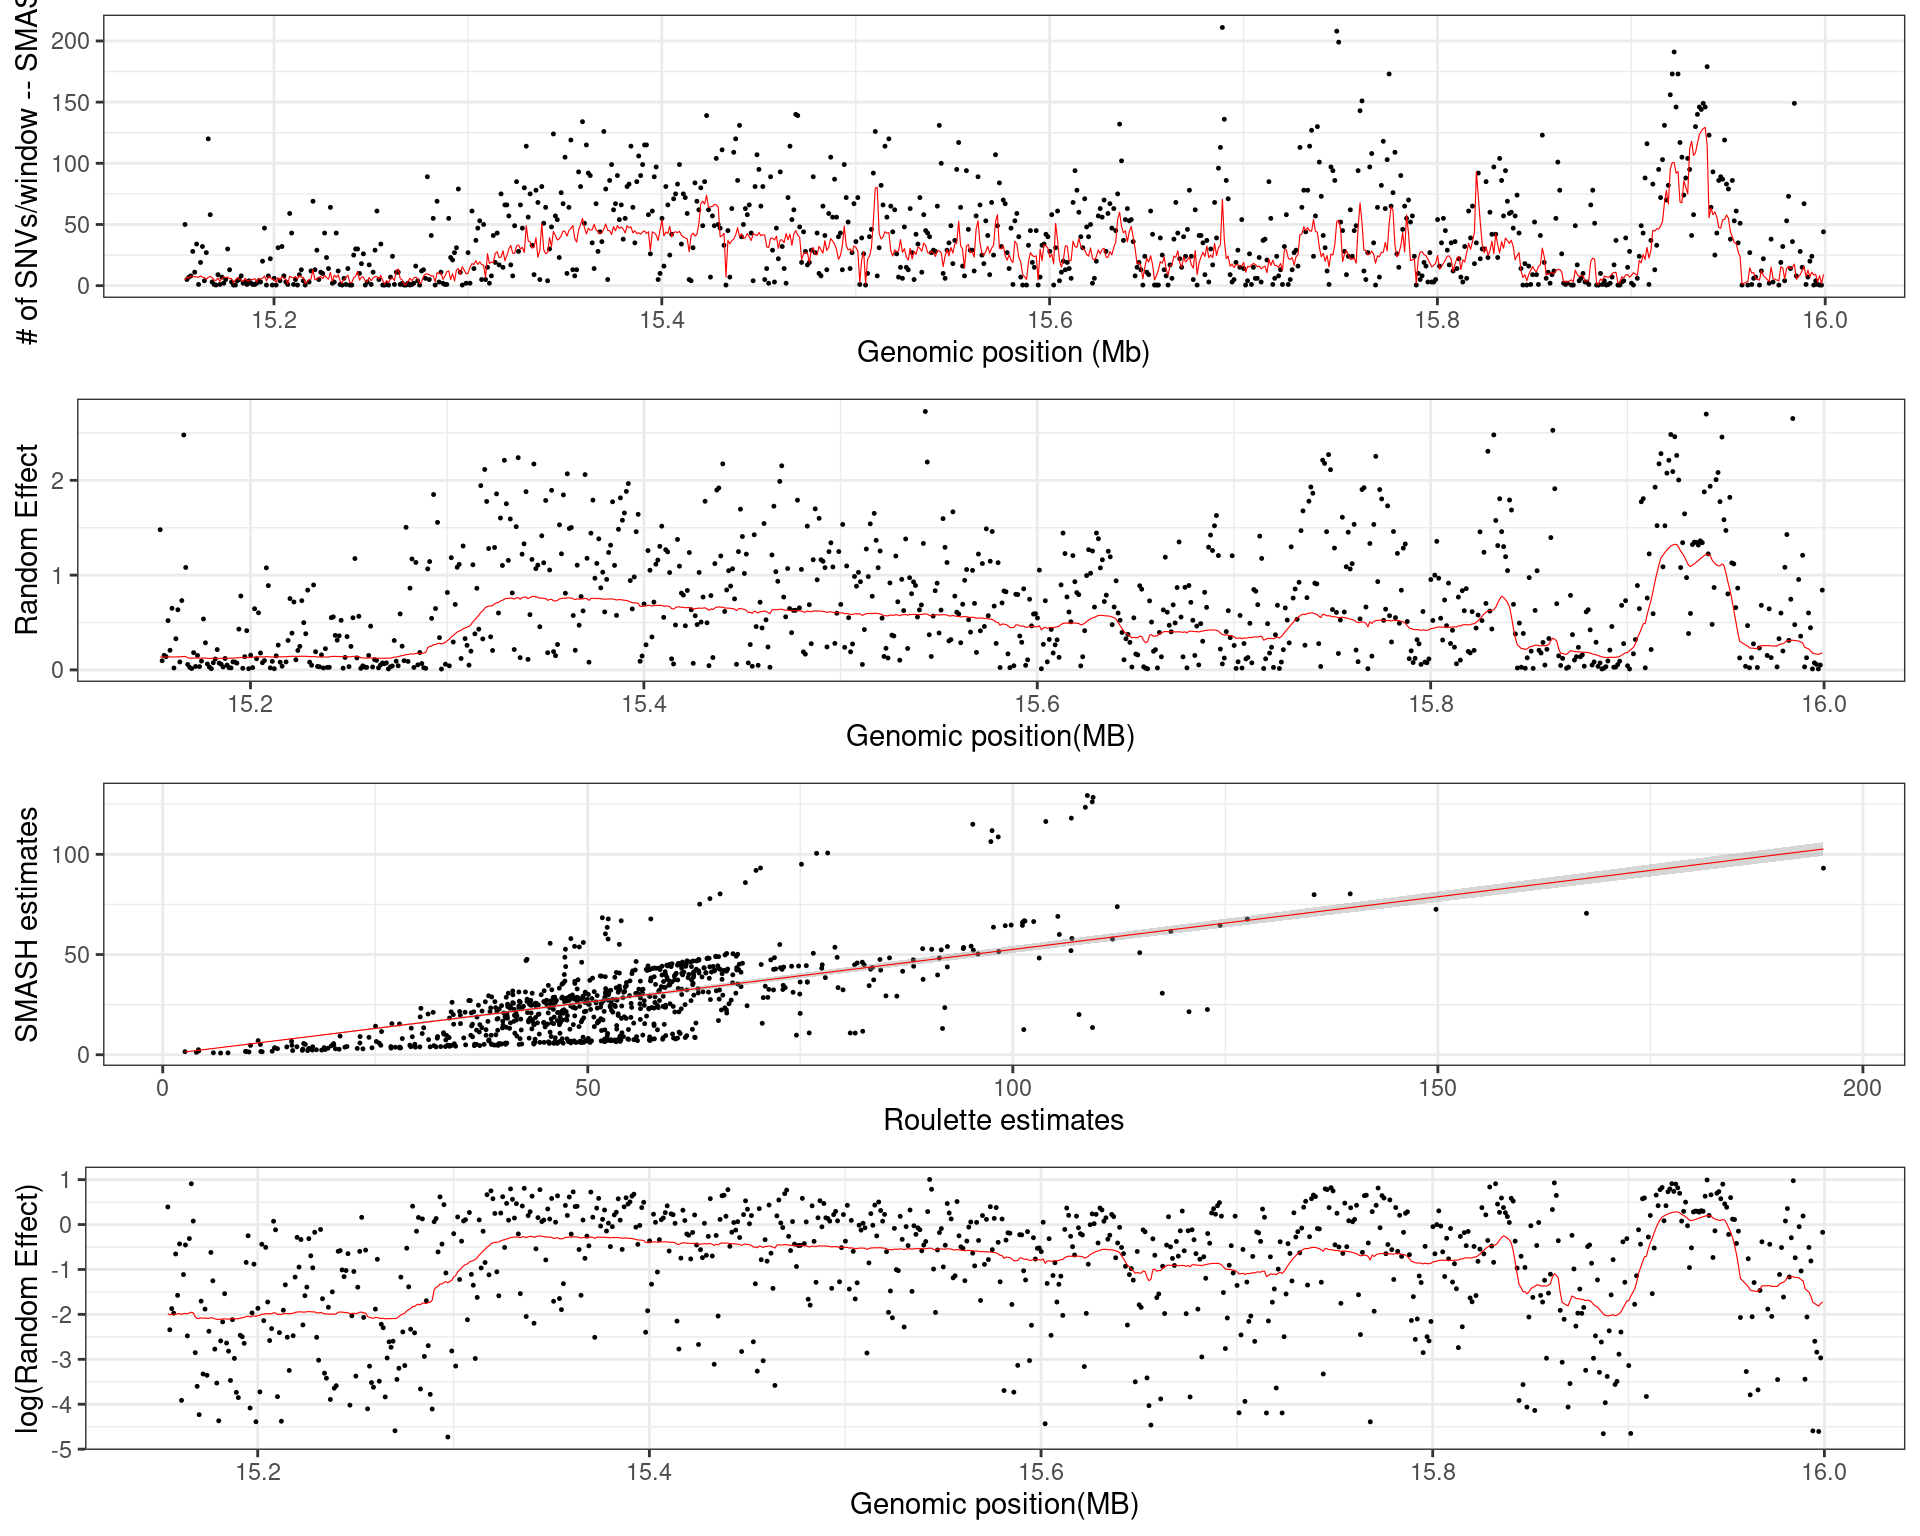 # of SNVs/window -- SMAS
200
150
100
50
0
15.2 15.4 15.6 15.8 16.0
Genomic position (Mb)
Random Effect
2
1
0
15.2 15.4 15.6 15.8 16.0
Genomic position(MB)
SMASH estimates
100
50
0
0 50 100 150 200
Roulette estimates
log(Random Effect)
1
0
-1
-2
-3
-4
-5
15.2 15.4 15.6 15.8 16.0
Genomic position(MB)